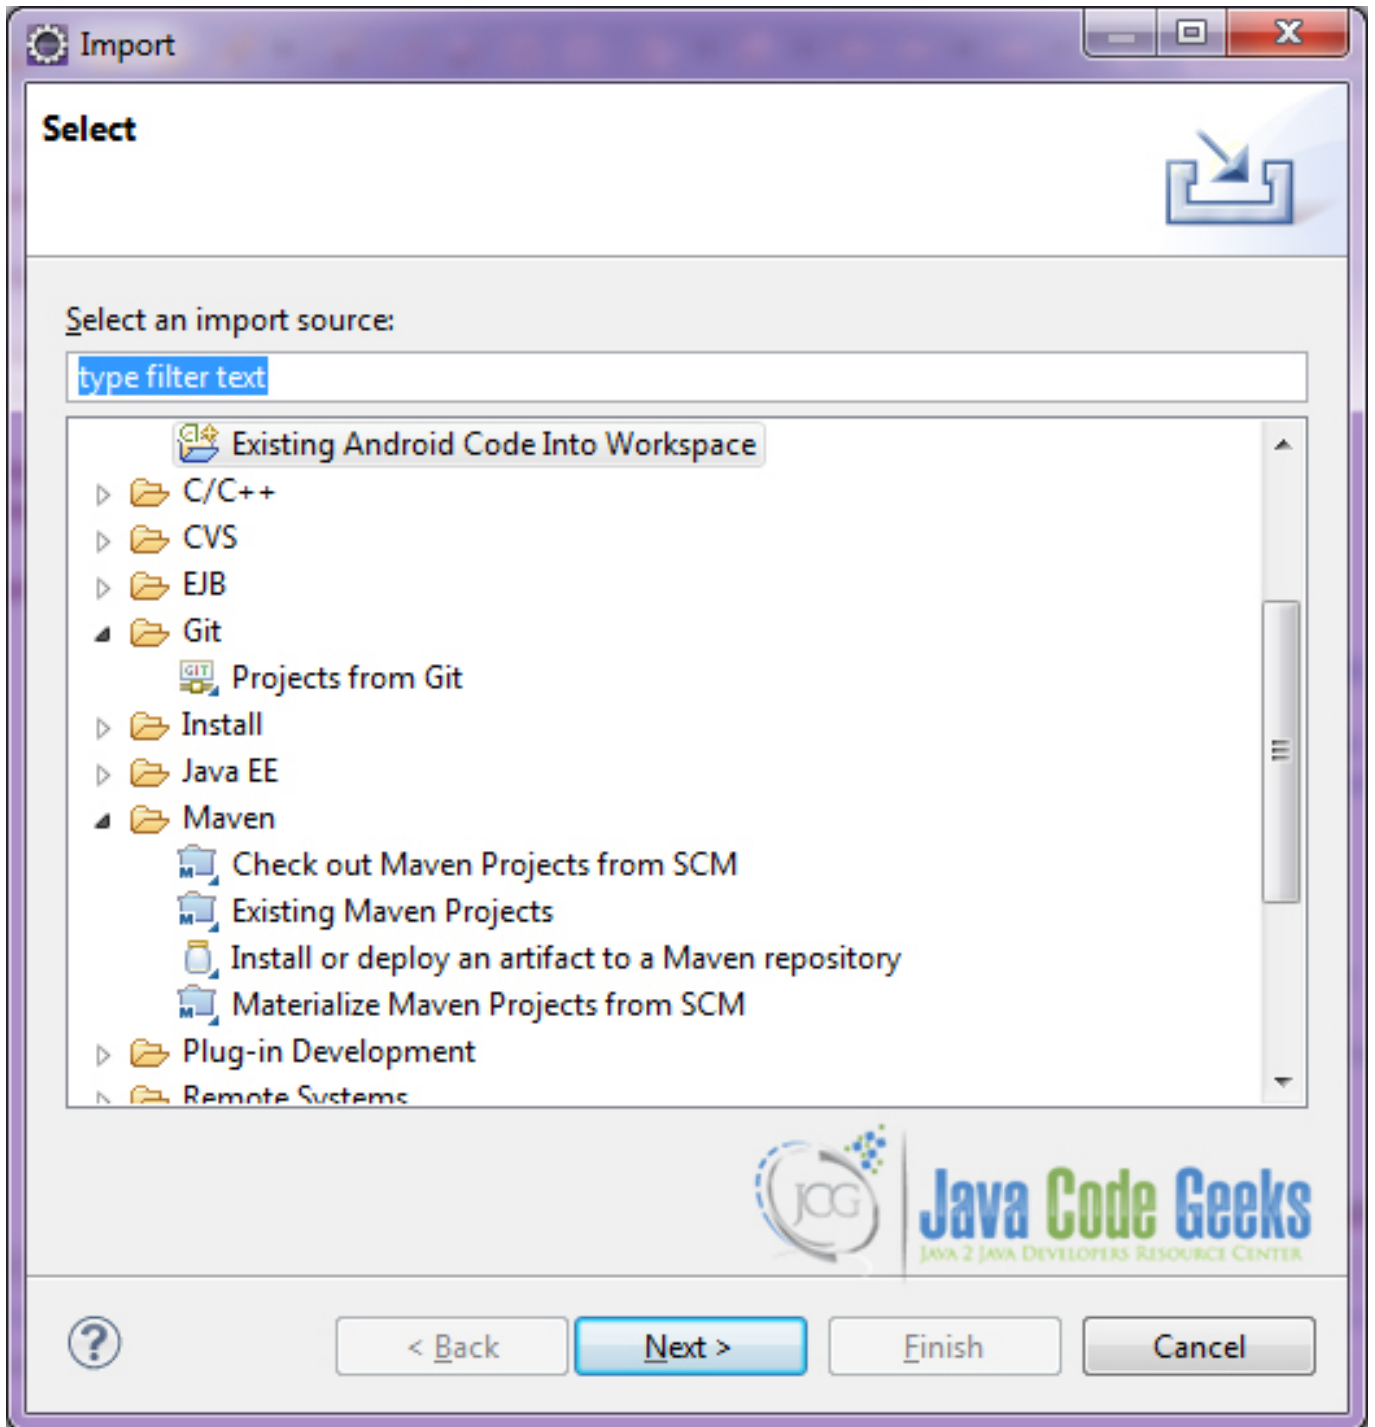 Import
Select
Select an import source:
type filter text
Existing Android Code Into Workspace
C/C++
CVS
EJB
Git
GIT
Projects from Git
Install
Java EE
Maven
M
Check out Maven Projects from SCM
M
Existing Maven Projects
Install or deploy an artifact to a Maven repository
M
Materialize Maven Projects from SCM
Plug-in Development
Remote Systems
JCG
Java Code Geeks
JAVA 2 JAVA DEVELOPERS RESOURCE CENTER
? < Back Next > Finish Cancel